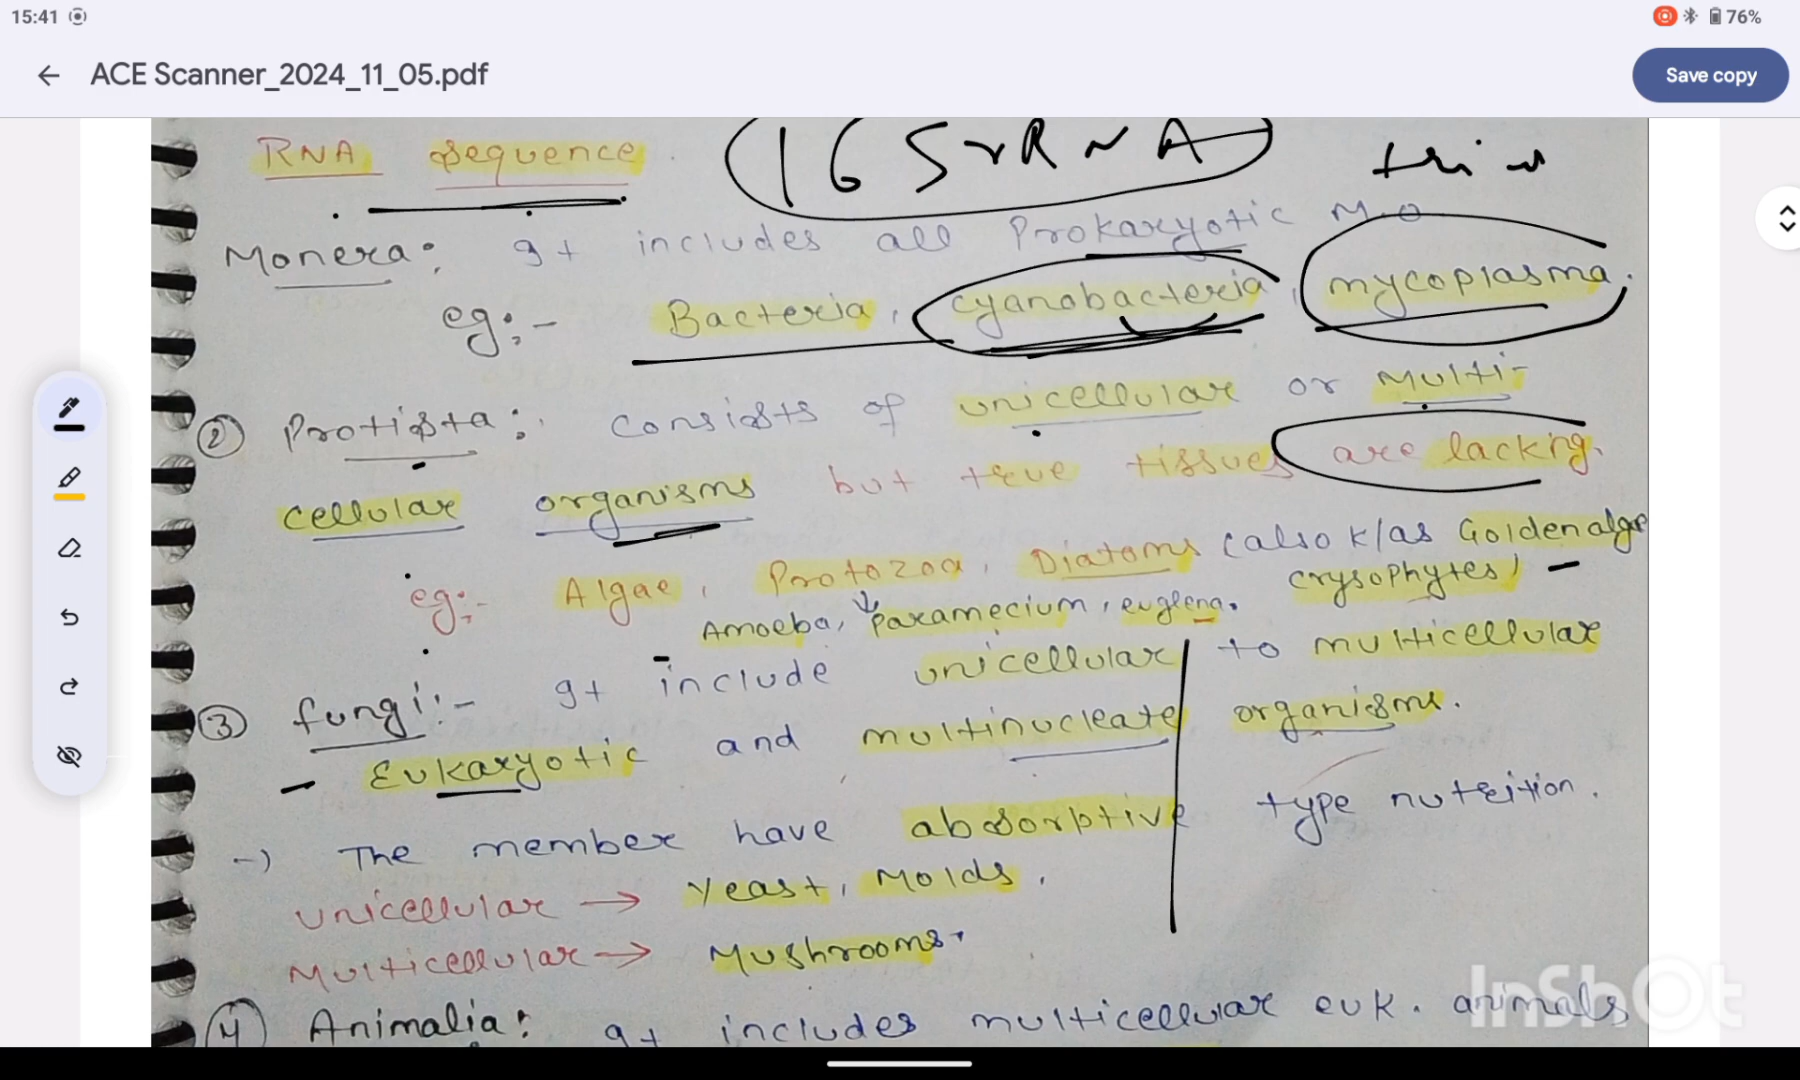 15:41
76%
ACE Scanner_2024_11_05.pdf
Save copy
RNA sequence.
16SrRNA
Monera: It includes all Prokaryotic M.O
eg:- Bacteria, cyanobacteria, mycoplasma.
② Protista: Consists of unicellular or Multi-
cellular organisms but true tissues are lacking.
eg:- Algae, Protozoa, Diatoms (also k/as Golden algae
crysophytes)
Amoeba, Paramecium, euglena.
③ fungi:- It include unicellular to multicellular
- Eukaryotic and multinucleate organisms.
-) The member have absorptive type nutrition.
Unicellular → Yeast, Molds.
Multicellular → Mushrooms.
④ Animalia: It includes multicellular euk. animals
InShOt